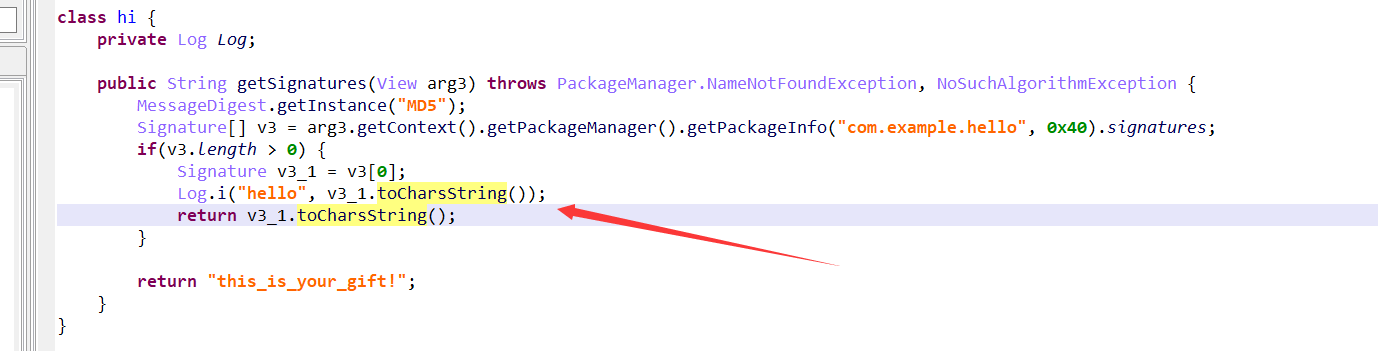 class hi {
private Log Log;
public String getSignatures(View arg3) throws PackageManager.NameNotFoundException, NoSuchAlgorithmException {
MessageDigest.getInstance("MD5");
Signature[] v3 = arg3.getContext().getPackageManager().getPackageInfo("com.example.hello", 0x40).signatures;
if(v3.length > 0) {
Signature v3_1 = v3[0];
Log.i("hello", v3_1.toCharsString());
return v3_1.toCharsString();
}
return "this_is_your_gift!";
}
}